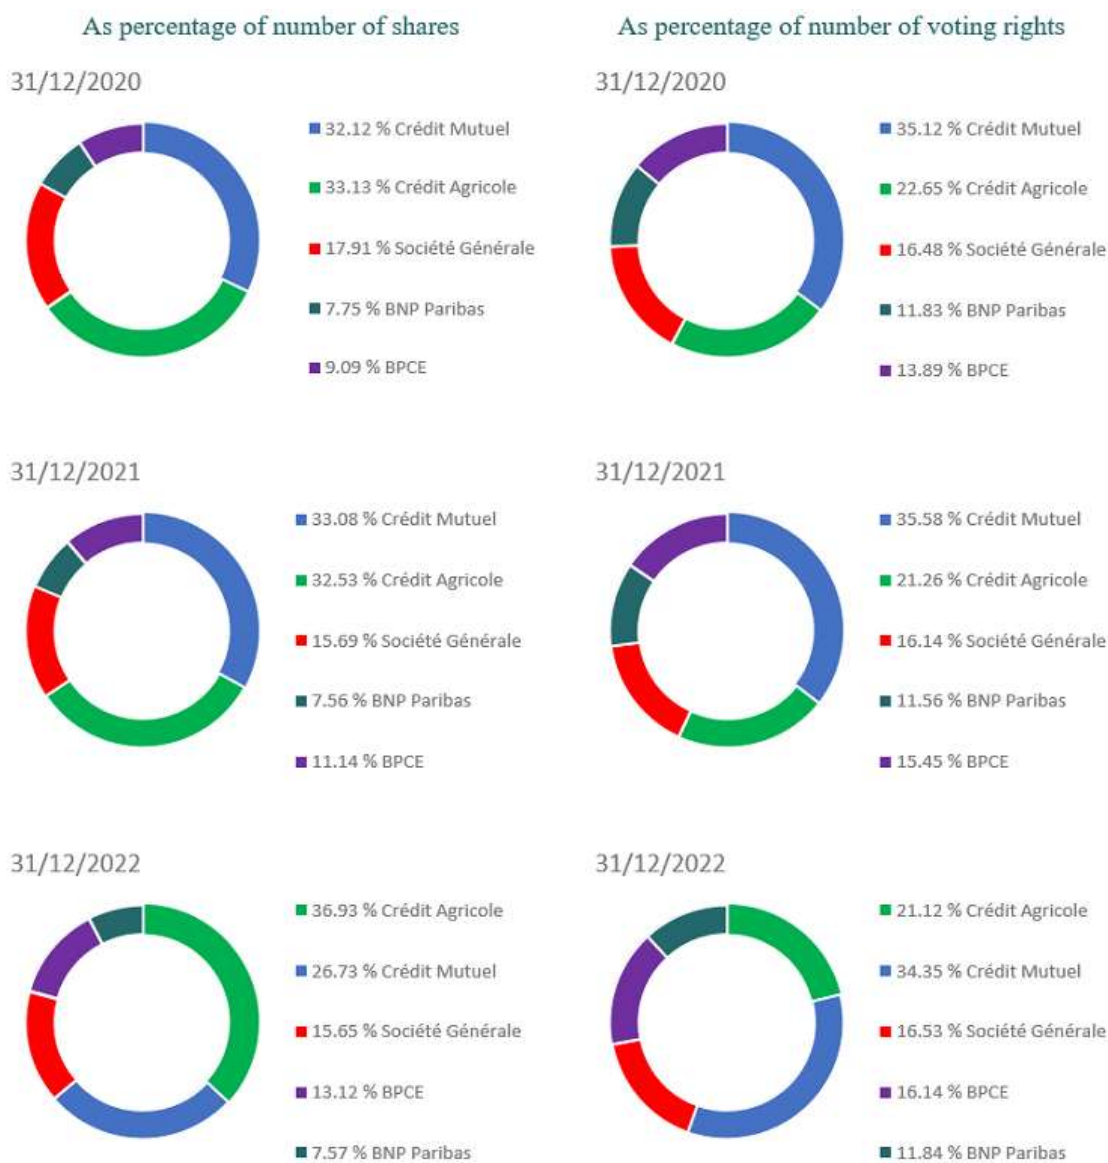 As percentage of number of shares
As percentage of number of voting rights
31/12/2020
32.12 % Crédit Mutuel
33.13 % Crédit Agricole
17.91 % Société Générale
7.75 % BNP Paribas
9.09 % BPCE
31/12/2020
35.12 % Crédit Mutuel
22.65 % Crédit Agricole
16.48 % Société Générale
11.83 % BNP Paribas
13.89 % BPCE
31/12/2021
33.08 % Crédit Mutuel
32.53 % Crédit Agricole
15.69 % Société Générale
7.56 % BNP Paribas
11.14 % BPCE
31/12/2021
35.58 % Crédit Mutuel
21.26 % Crédit Agricole
16.14 % Société Générale
11.56 % BNP Paribas
15.45 % BPCE
31/12/2022
36.93 % Crédit Agricole
26.73 % Crédit Mutuel
15.65 % Société Générale
13.12 % BPCE
7.57 % BNP Paribas
31/12/2022
21.12 % Crédit Agricole
34.35 % Crédit Mutuel
16.53 % Société Générale
16.14 % BPCE
11.84 % BNP Paribas